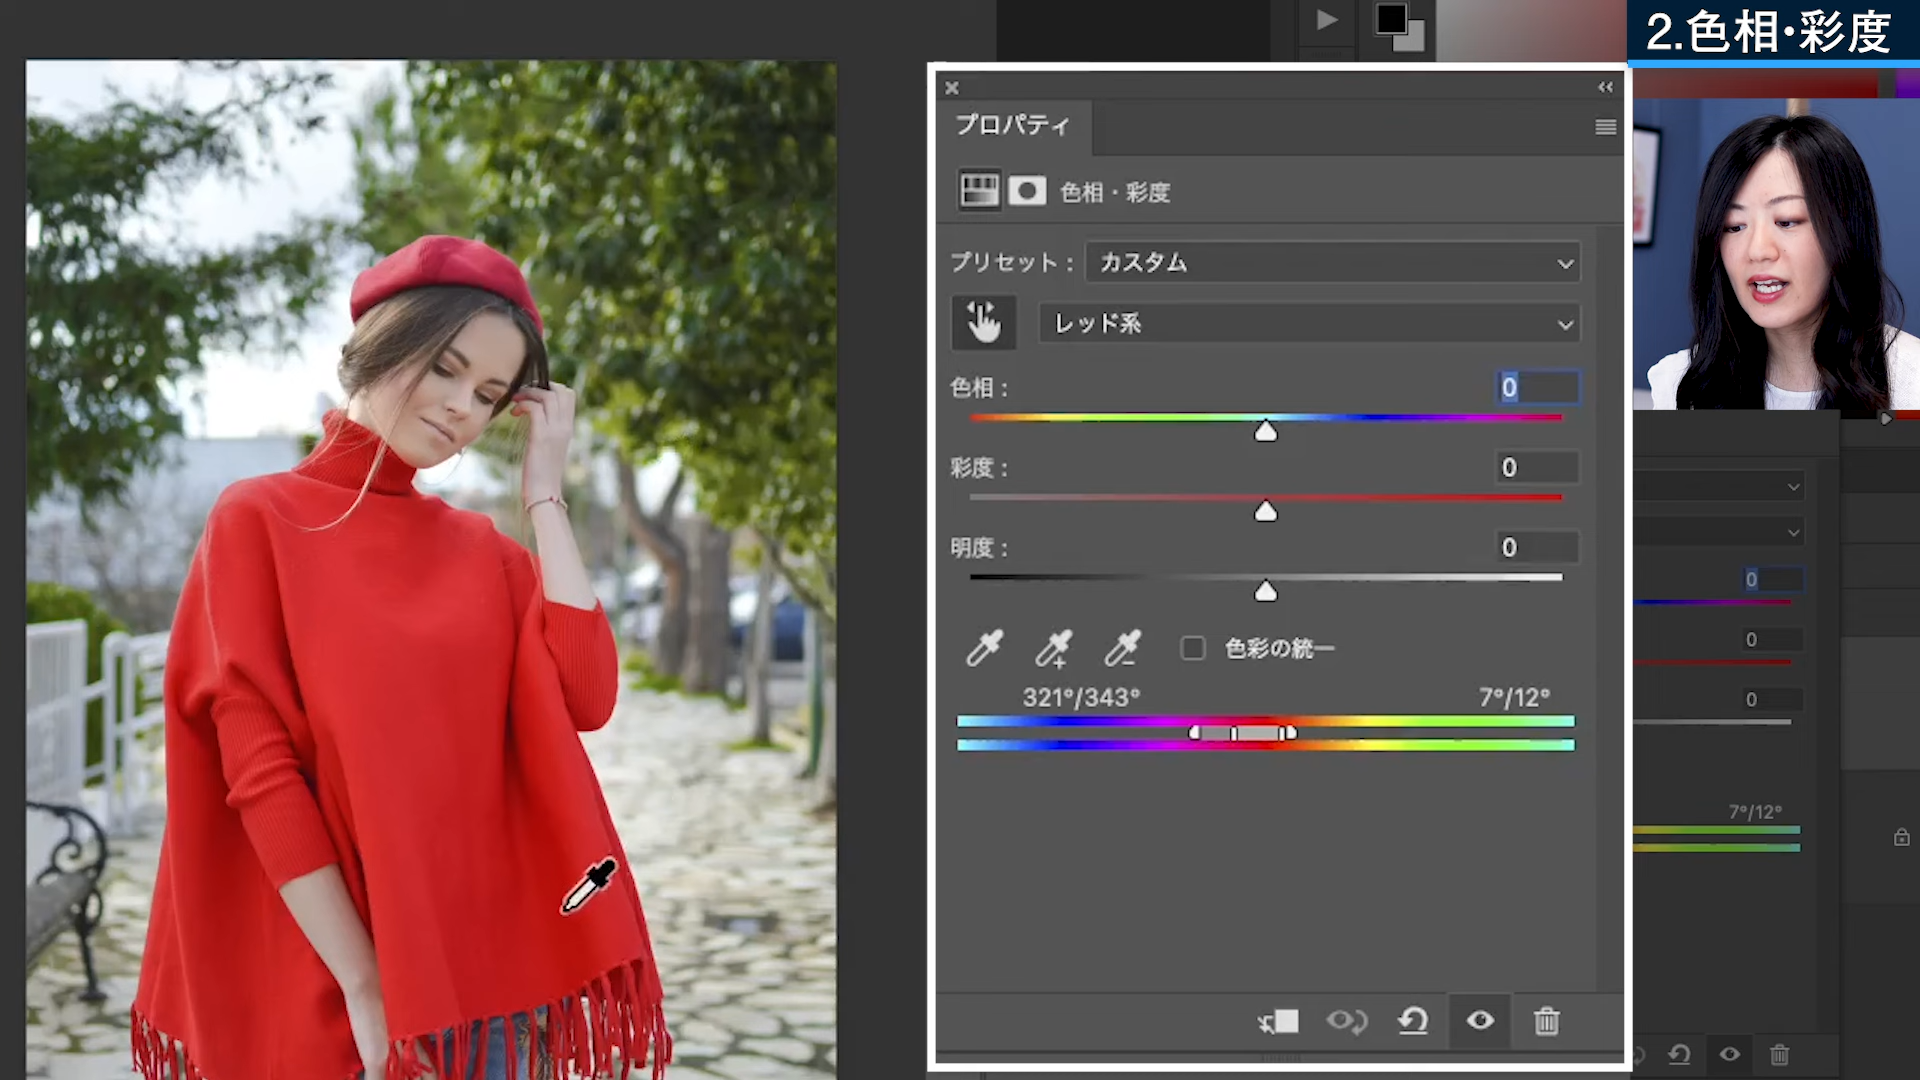 2.色相・彩度
プロパティ
色相・彩度
プリセット： カスタム
レッド系
色相： 0
彩度： 0
明度： 0
色彩の統一
321°/343° 7°/12°
0
0
0
7°/12°